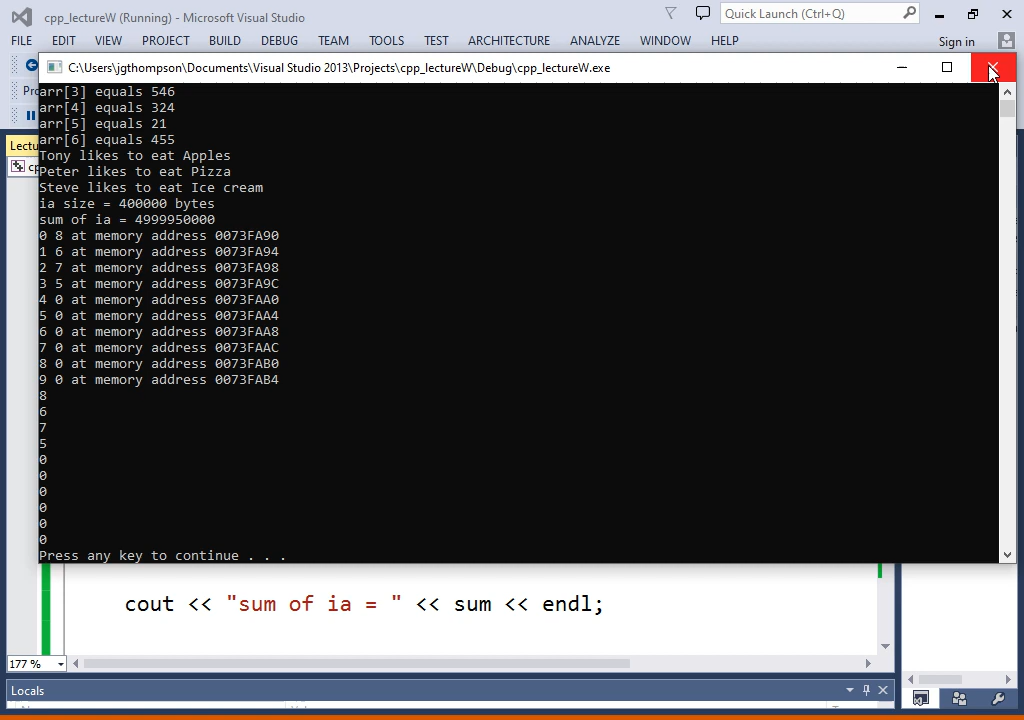 cpp_lectureW (Running) - Microsoft Visual Studio
Quick Launch (Ctrl+Q)
FILE EDIT VIEW PROJECT BUILD DEBUG TEAM TOOLS TEST ARCHITECTURE ANALYZE WINDOW HELP
Sign in
C:\Users\jgthompson\Documents\Visual Studio 2013\Projects\cpp_lectureW\Debug\cpp_lectureW.exe
arr[3] equals 546
arr[4] equals 324
arr[5] equals 21
arr[6] equals 455
Tony likes to eat Apples
Peter likes to eat Pizza
Steve likes to eat Ice cream
ia size = 400000 bytes
sum of ia = 4999950000
0 8 at memory address 0073FA90
1 6 at memory address 0073FA94
2 7 at memory address 0073FA98
3 5 at memory address 0073FA9C
4 0 at memory address 0073FAA0
5 0 at memory address 0073FAA4
6 0 at memory address 0073FAA8
7 0 at memory address 0073FAAC
8 0 at memory address 0073FAB0
9 0 at memory address 0073FAB4
8
6
7
5
0
0
0
0
0
0
Press any key to continue . . .
cout << "sum of ia = " << sum << endl;
177 %
Locals